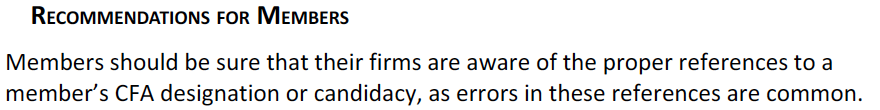 RECOMMENDATIONS FOR MEMBERS
Members should be sure that their firms are aware of the proper references to a
member’s CFA designation or candidacy, as errors in these references are common.